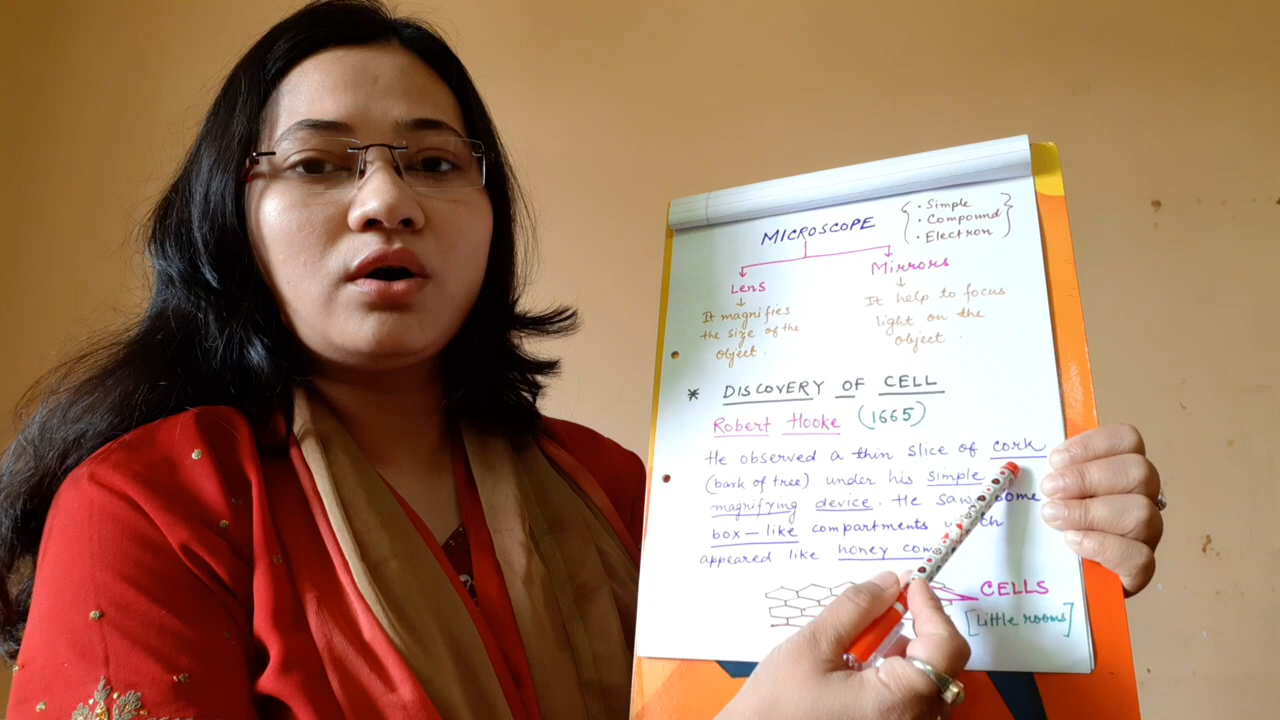 MICROSCOPE
• Simple
• Compound
• Electron
Lens
Mirrors
It magnifies
the size of the
object.
It help to focus
light on the
object.
* DISCOVERY OF CELL
Robert Hooke (1665)
He observed a thin slice of cork
(bark of tree) under his simple
magnifying device. He saw some
box-like compartments
appeared like honey
CELLS
[Little rooms]